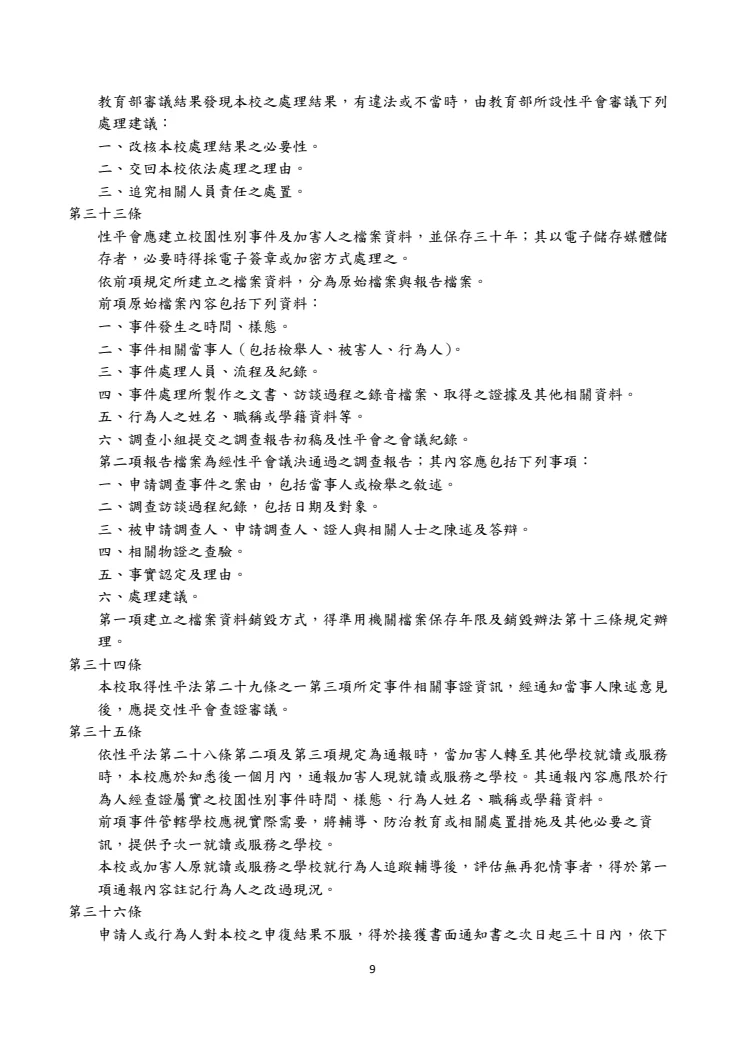 教育部審議結果發現本校之處理結果，有違法或不當時，由教育部所設性平會審議下列
處理建議：
一、改核本校處理結果之必要性。
二、交回本校依法處理之理由。
三、追究相關人員責任之處置。
第三十三條
性平會應建立校園性別事件及加害人之檔案資料，並保存三十年；其以電子儲存媒體儲
存者，必要時得採電子簽章或加密方式處理之。
依前項規定所建立之檔案資料，分為原始檔案與報告檔案。
前項原始檔案內容包括下列資料：
一、事件發生之時間、樣態。
二、事件相關當事人（包括檢舉人、被害人、行為人）。
三、事件處理人員、流程及紀錄。
四、事件處理所製作之文書、訪談過程之錄音檔案、取得之證據及其他相關資料。
五、行為人之姓名、職稱或學籍資料等。
六、調查小組提交之調查報告初稿及性平會之會議紀錄。
第二項報告檔案為經性平會議決通過之調查報告；其內容應包括下列事項：
一、申請調查事件之案由，包括當事人或檢舉之敘述。
二、調查訪談過程紀錄，包括日期及對象。
三、被申請調查人、申請調查人、證人與相關人士之陳述及答辯。
四、相關物證之查驗。
五、事實認定及理由。
六、處理建議。
第一項建立之檔案資料銷毀方式，得準用機關檔案保存年限及銷毀辦法第十三條規定辦
理。
第三十四條
本校取得性平法第二十九條之一第三項所定事件相關事證資訊，經通知當事人陳述意見
後，應提交性平會查證審議。
第三十五條
依性平法第二十八條第二項及第三項規定為通報時，當加害人轉至其他學校就讀或服務
時，本校應於知悉後一個月內，通報加害人現就讀或服務之學校。其通報內容應限於行
為人經查證屬實之校園性別事件時間、樣態、行為人姓名、職稱或學籍資料。
前項事件管轄學校應視實際需要，將輔導、防治教育或相關處置措施及其他必要之資
訊，提供予次一就讀或服務之學校。
本校或加害人原就讀或服務之學校就行為人追蹤輔導後，評估無再犯情事者，得於第一
項通報內容註記行為人之改過現況。
第三十六條
申請人或行為人對本校之申復結果不服，得於接獲書面通知書之次日起三十日內，依下
9